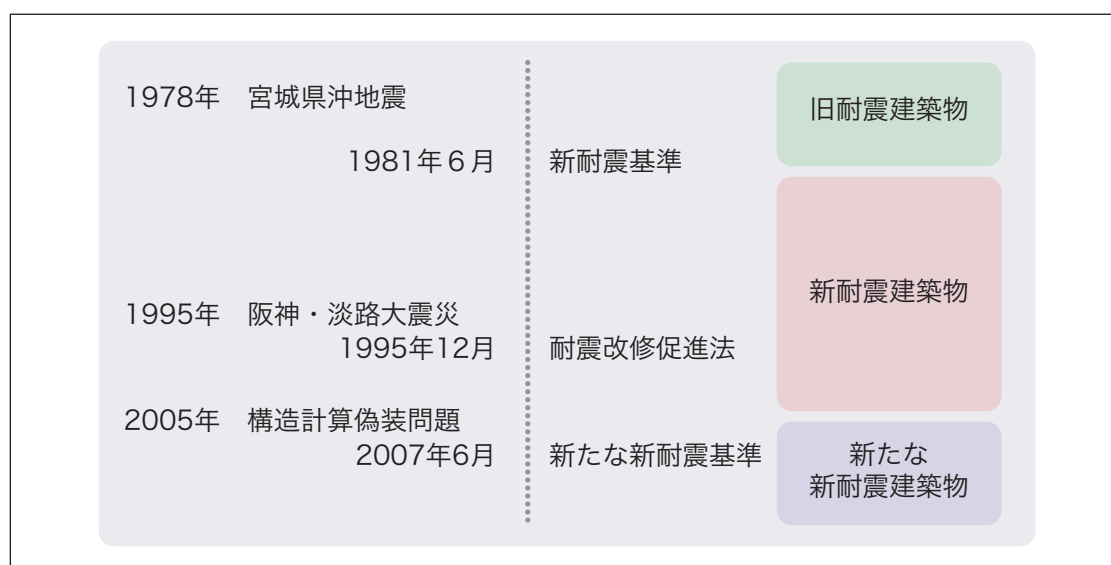 1978年　宮城県沖地震
旧耐震建築物
1981年６月　新耐震基準
新耐震建築物
1995年　阪神・淡路大震災
1995年12月　耐震改修促進法
2005年　構造計算偽装問題
2007年6月　新たな新耐震基準
新たな
新耐震建築物